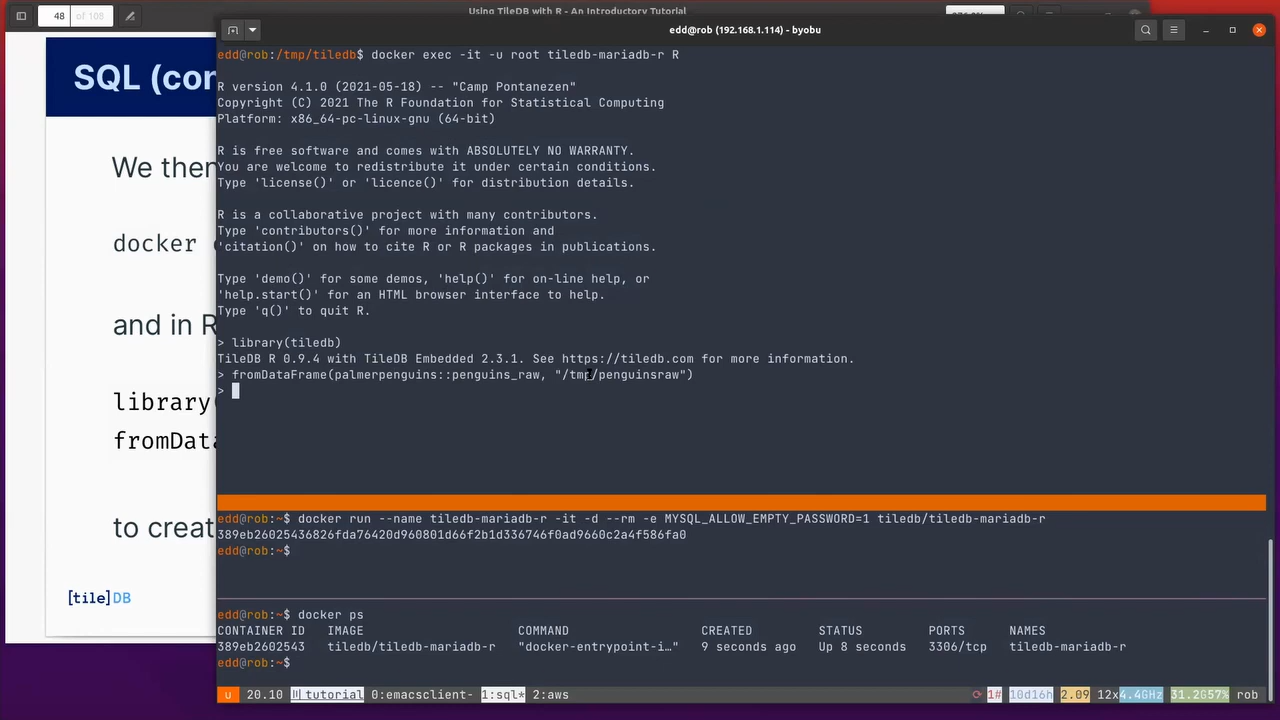 48 of 108
Using TileDB with R - An Introductory Tutorial
SQL (con
We then
docker
and in R
library(
fromData
to creat
[tile]DB
edd@rob (192.168.1.114) - byobu
edd@rob:/tmp/tiledb$ docker exec -it -u root tiledb-mariadb-r R
R version 4.1.0 (2021-05-18) -- "Camp Pontanezen"
Copyright (C) 2021 The R Foundation for Statistical Computing
Platform: x86_64-pc-linux-gnu (64-bit)
R is free software and comes with ABSOLUTELY NO WARRANTY.
You are welcome to redistribute it under certain conditions.
Type 'license()' or 'licence()' for distribution details.
R is a collaborative project with many contributors.
Type 'contributors()' for more information and
'citation()' on how to cite R or R packages in publications.
Type 'demo()' for some demos, 'help()' for on-line help, or
'help.start()' for an HTML browser interface to help.
Type 'q()' to quit R.
> library(tiledb)
TileDB R 0.9.4 with TileDB Embedded 2.3.1. See https://tiledb.com for more information.
> fromDataFrame(palmerpenguins::penguins_raw, "/tmp/penguinsraw")
>
edd@rob:~$ docker run --name tiledb-mariadb-r -it -d --rm -e MYSQL_ALLOW_EMPTY_PASSWORD=1 tiledb/tiledb-mariadb-r
389eb26025436826fda76420d960801d66f2b1d336746f0ad9660c2a4f586fa0
edd@rob:~$
edd@rob:~$ docker ps
CONTAINER ID IMAGE COMMAND CREATED STATUS PORTS NAMES
389eb2602543 tiledb/tiledb-mariadb-r "docker-entrypoint-i…" 9 seconds ago Up 8 seconds 3306/tcp tiledb-mariadb-r
edd@rob:~$
u 20.10 tutorial 0:emacsclient- 1:sql* 2:aws 1# 10d16h 2.09 12x4.4GHz 31.2G57% rob